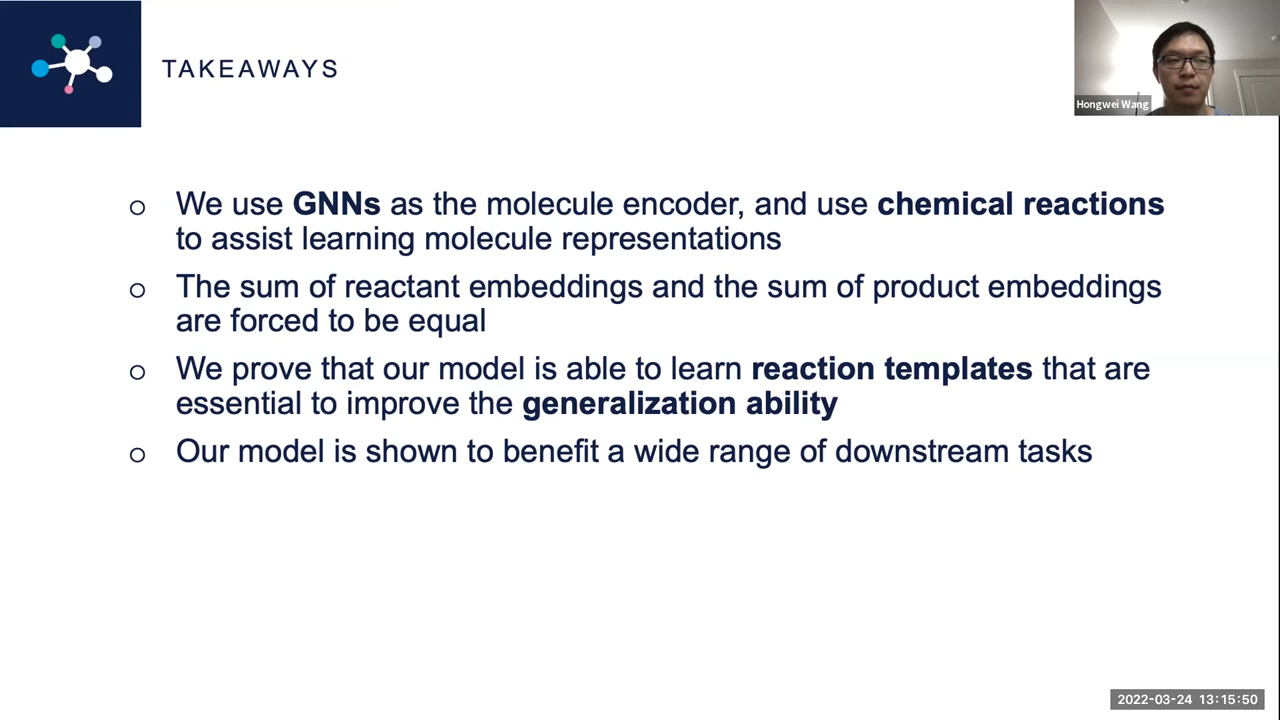 TAKEAWAYS
Hongwei Wang
o We use GNNs as the molecule encoder, and use chemical reactions
to assist learning molecule representations
o The sum of reactant embeddings and the sum of product embeddings
are forced to be equal
o We prove that our model is able to learn reaction templates that are
essential to improve the generalization ability
o Our model is shown to benefit a wide range of downstream tasks
2022-03-24 13:15:50